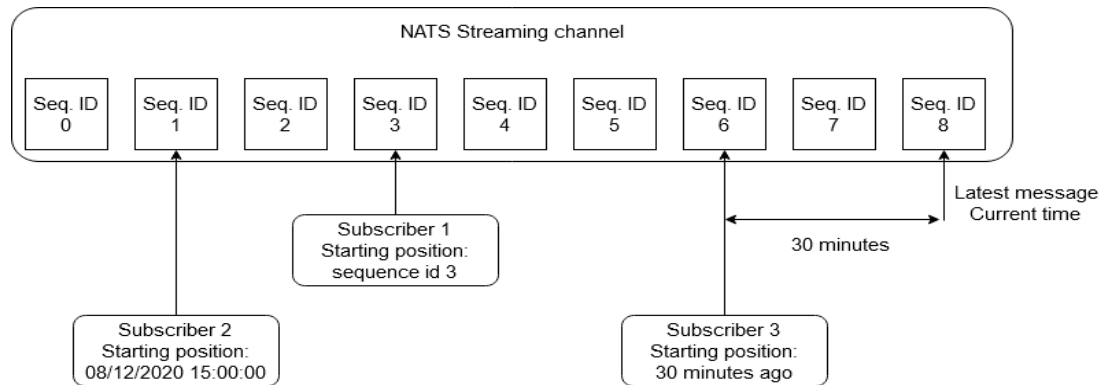 NATS Streaming channel
Seq. ID
0
Seq. ID
1
Seq. ID
2
Seq. ID
3
Seq. ID
4
Seq. ID
5
Seq. ID
6
Seq. ID
7
Seq. ID
8
Latest message
Current time
Subscriber 1
Starting position:
sequence id 3
30 minutes
Subscriber 2
Starting position:
08/12/2020 15:00:00
Subscriber 3
Starting position:
30 minutes ago